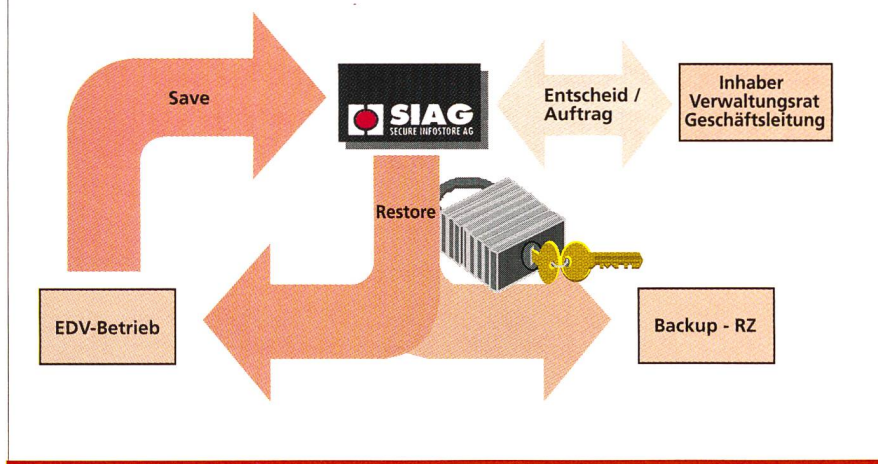 Save
SIAG
SECURE INFOSTORE AG
Entscheid /
Auftrag
Inhaber
Verwaltungsrat
Geschäftsleitung
Restore
EDV-Betrieb
Backup - RZ